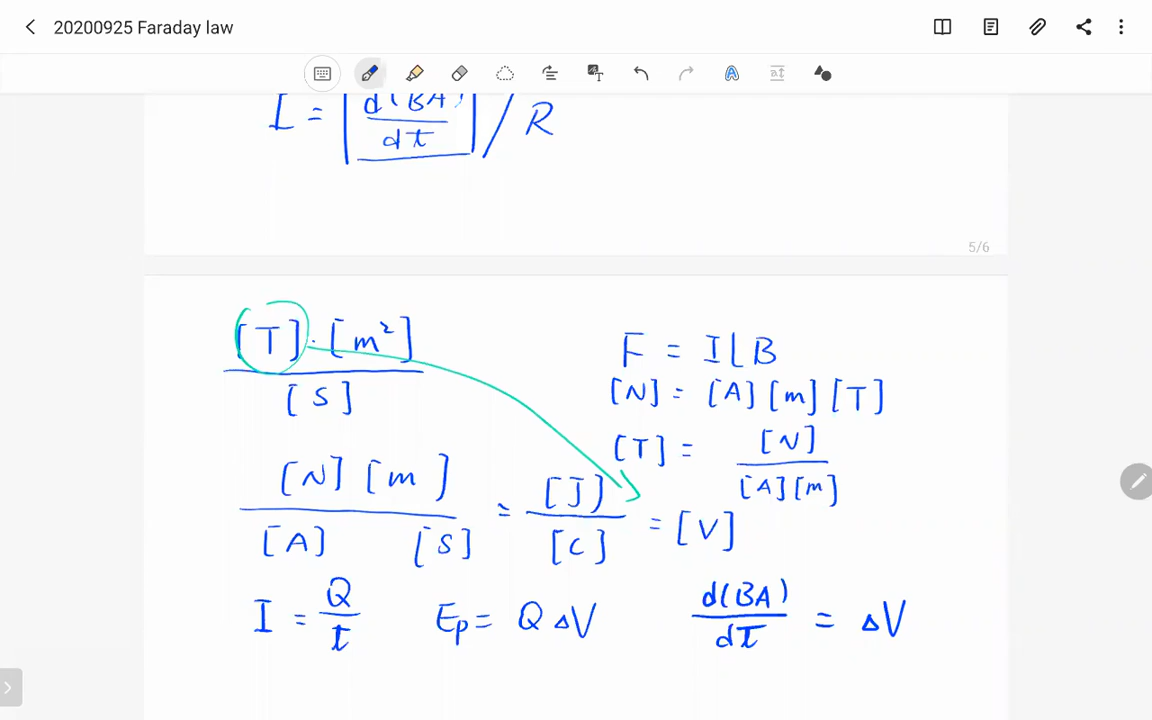 20200925 Faraday law
I = | d(BA) / dt | / R
5/6
[T] · [m²] / [S]
F = I L B
[N] = [A] [m] [T]
[T] = [N] / [A][m]
[N] [m] / [A] [S] = [J] / [C] = [V]
I = Q / t
Ep = Q ΔV
d(BA) / dt = ΔV